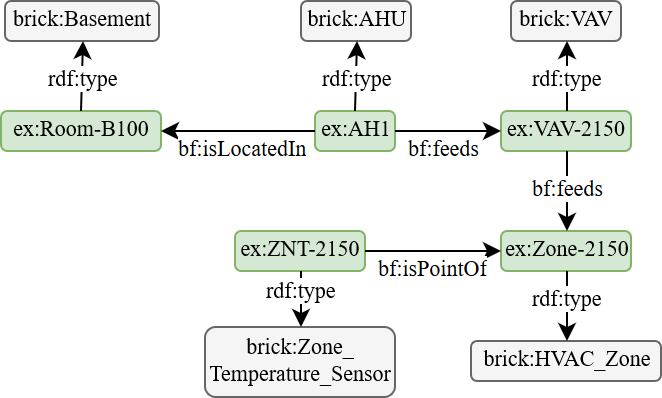 brick:Basement
brick:AHU
brick:VAV
rdf:type
rdf:type
rdf:type
ex:Room-B100
ex:AH1
ex:VAV-2150
bf:isLocatedIn
bf:feeds
bf:feeds
ex:ZNT-2150
ex:Zone-2150
bf:isPointOf
rdf:type
rdf:type
brick:Zone_
Temperature_Sensor
brick:HVAC_Zone